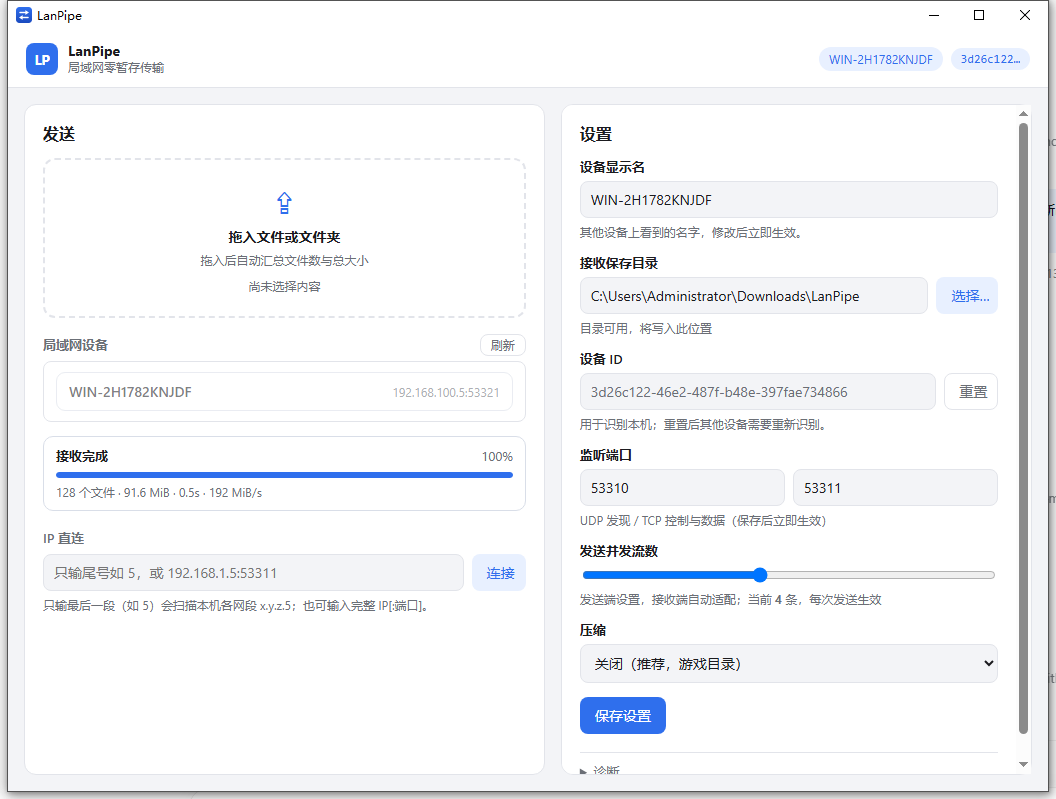 LanPipe
LP
LanPipe
局域网零暂存传输
WIN-2H1782KNJDF
3d26c122…
发送
拖入文件或文件夹
拖入后自动汇总文件数与总大小
尚未选择内容
局域网设备
刷新
WIN-2H1782KNJDF
192.168.100.5:53321
接收完成
100%
128 个文件 · 91.6 MiB · 0.5s · 192 MiB/s
IP 直连
只输尾号如 5，或 192.168.1.5:53311
连接
只输最后一段（如 5）会扫描本机各网段 x.y.z.5；也可输入完整 IP[:端口]。
设置
设备显示名
WIN-2H1782KNJDF
其他设备上看到的名字，修改后立即生效。
接收保存目录
C:\Users\Administrator\Downloads\LanPipe
选择...
目录可用，将写入此位置
设备 ID
3d26c122-46e2-487f-b48e-397fae734866
重置
用于识别本机；重置后其他设备需要重新识别。
监听端口
53310
53311
UDP 发现 / TCP 控制与数据（保存后立即生效）
发送并发流数
发送端设置，接收端自动适配；当前 4 条，每次发送生效
压缩
关闭（推荐，游戏目录）
保存设置
诊断